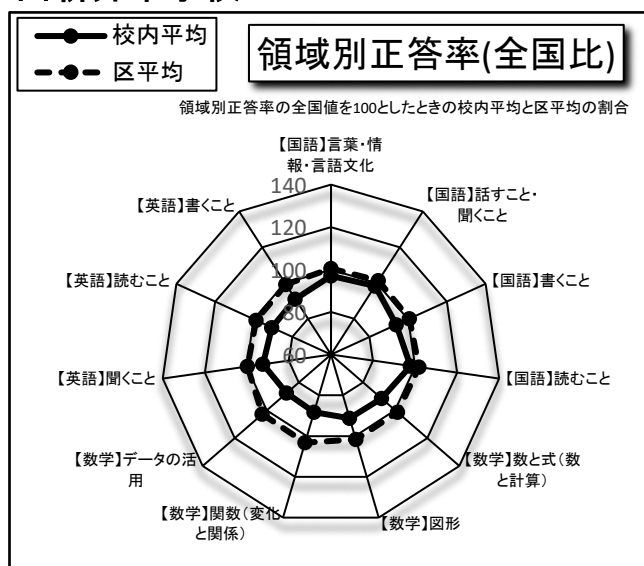 校内平均
区平均
領域別正答率(全国比)
領域別正答率の全国値を100としたときの校内平均と区平均の割合
【国語】言葉・情
報・言語文化
【国語】話すこと・
聞くこと
【国語】書くこと
【国語】読むこと
【数学】数と式(数
と計算)
【数学】図形
【数学】関数(変化
と関係)
【数学】データの活
用
【英語】聞くこと
【英語】読むこと
【英語】書くこと
140
120
100
80
60